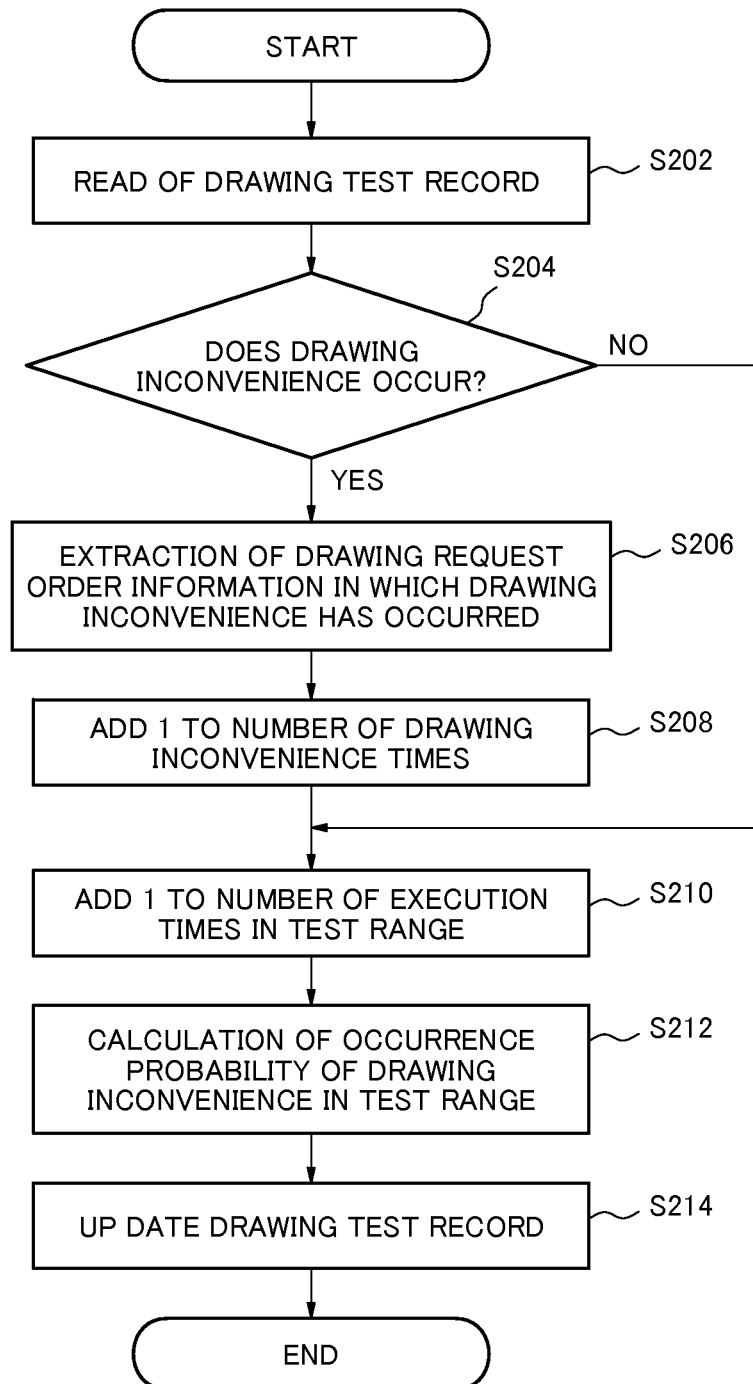 START
READ OF DRAWING TEST RECORD
S202
S204
DOES DRAWING
INCONVENIENCE OCCUR?
NO
YES
EXTRACTION OF DRAWING REQUEST
ORDER INFORMATION IN WHICH DRAWING
INCONVENIENCE HAS OCCURRED
S206
ADD 1 TO NUMBER OF DRAWING
INCONVENIENCE TIMES
S208
ADD 1 TO NUMBER OF EXECUTION
TIMES IN TEST RANGE
S210
CALCULATION OF OCCURRENCE
PROBABILITY OF DRAWING
INCONVENIENCE IN TEST RANGE
S212
UP DATE DRAWING TEST RECORD
S214
END